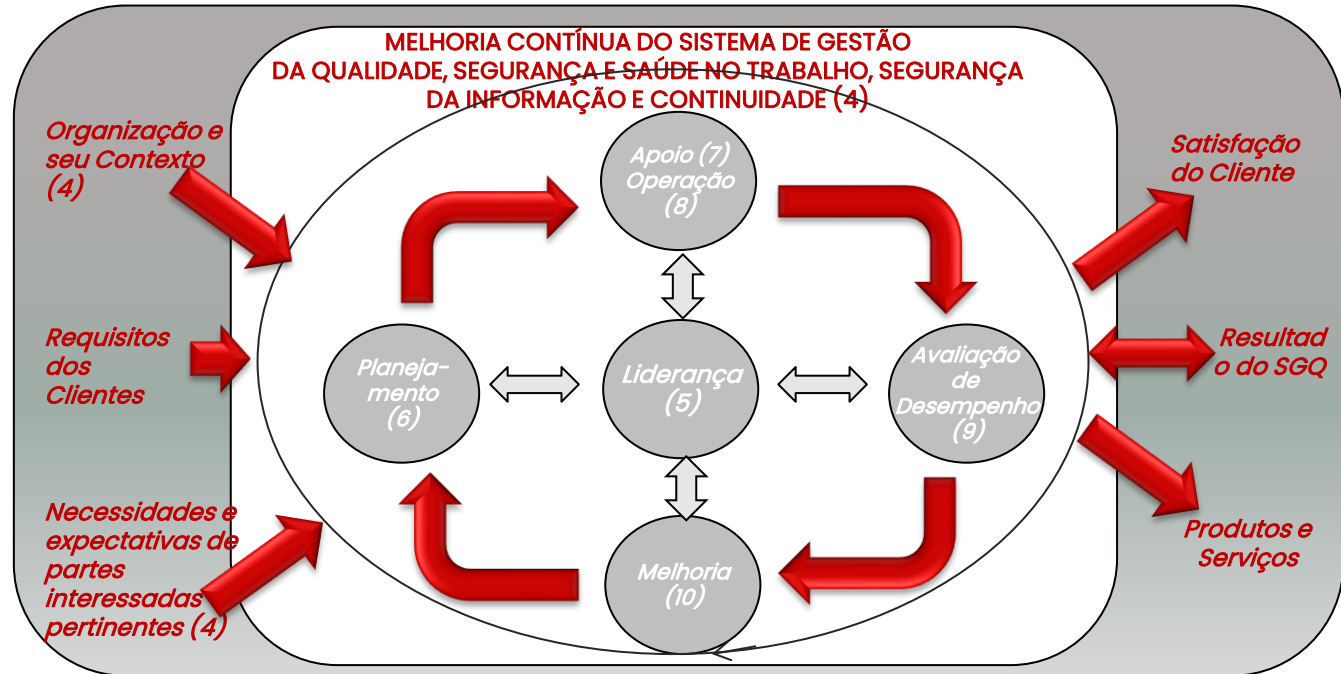 MELHORIA CONTÍNUA DO SISTEMA DE GESTÃO
DA QUALIDADE, SEGURANÇA E SAÚDE NO TRABALHO, SEGURANÇA
DA INFORMAÇÃO E CONTINUIDADE (4)
Organização e
seu Contexto
(4)
Requisitos
dos
Clientes
Necessidades e
expectativas de
partes
interessadas
pertinentes (4)
Apoio (7)
Operação
(8)
Planeja-
mento
(6)
Liderança
(5)
Avaliação
de
Desempenho
(9)
Melhoria
(10)
Satisfação
do Cliente
Resultad
o do SGQ
Produtos e
Serviços